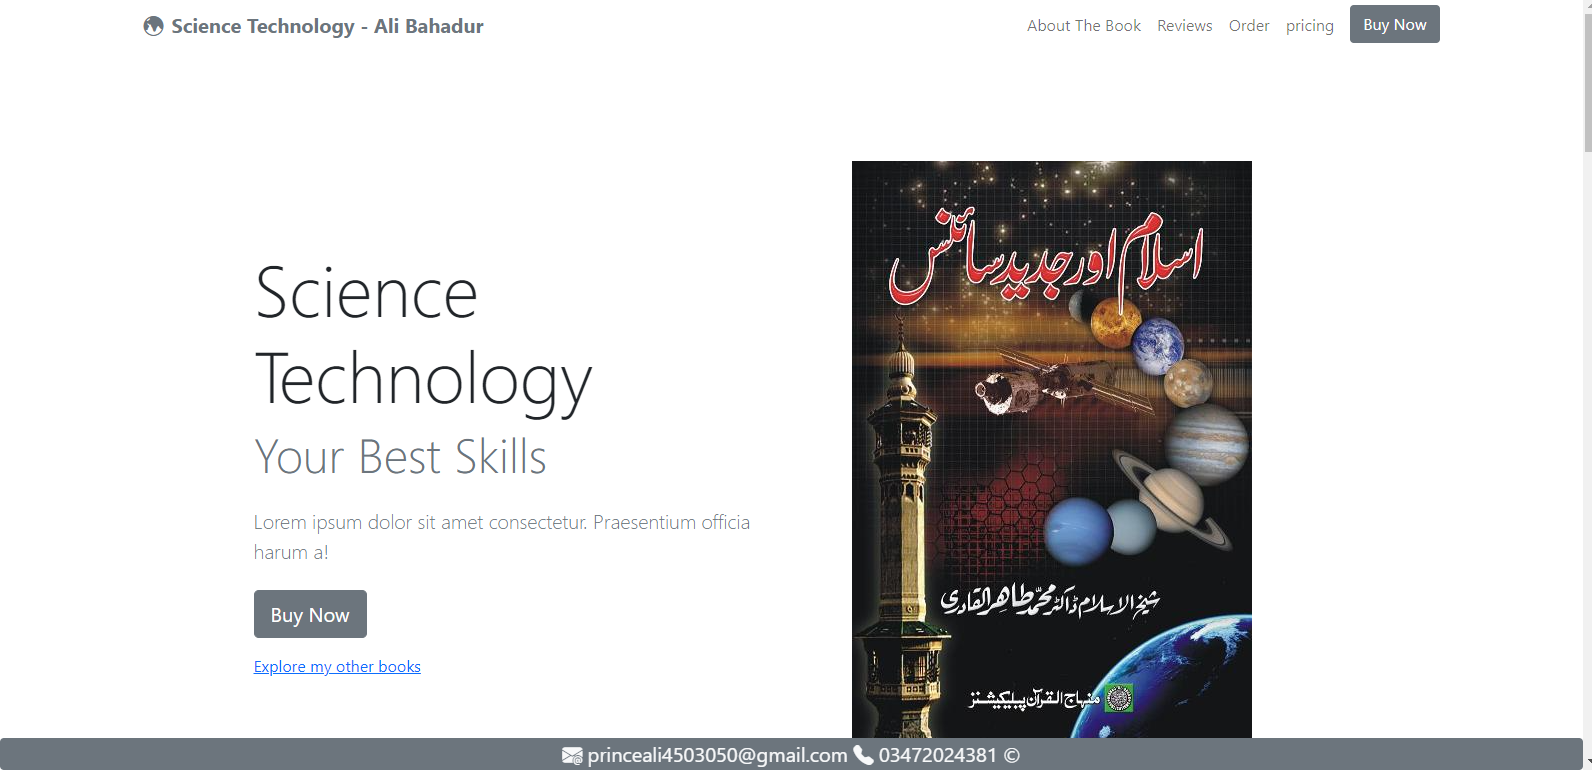 Science Technology - Ali Bahadur
About The Book
Reviews
Order
pricing
Buy Now
Science
Technology
Your Best Skills
Lorem ipsum dolor sit amet consectetur. Praesentium officia
harum a!
Buy Now
Explore my other books
اسلام اور جدید سائنس
شیخ الاسلام ڈاکٹر محمد طاہر القادری
منہاج القرآن پبلیکیشنز
princeali4503050@gmail.com 03472024381 ©